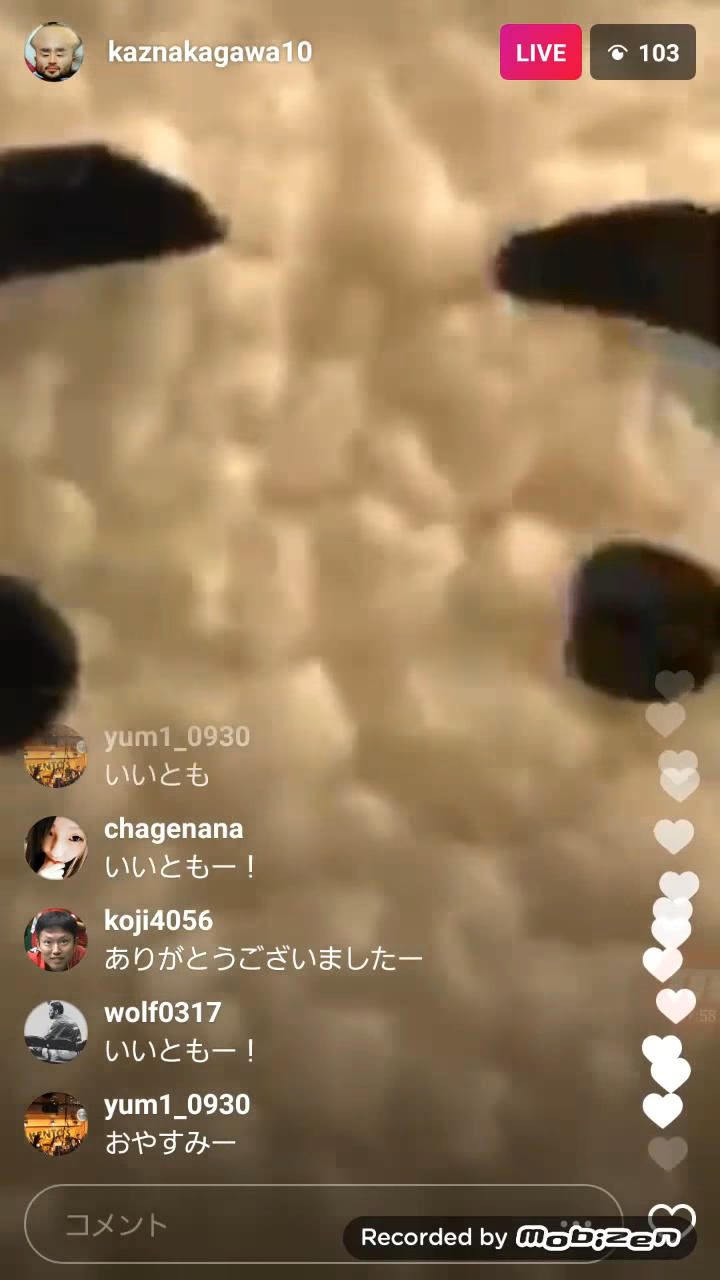 kaznakagawa10
LIVE
103
yum1_0930
いいとも
chagenana
いいともー！
koji4056
ありがとうございましたー
wolf0317
いいともー！
yum1_0930
おやすみー
コメント
Recorded by mobizen